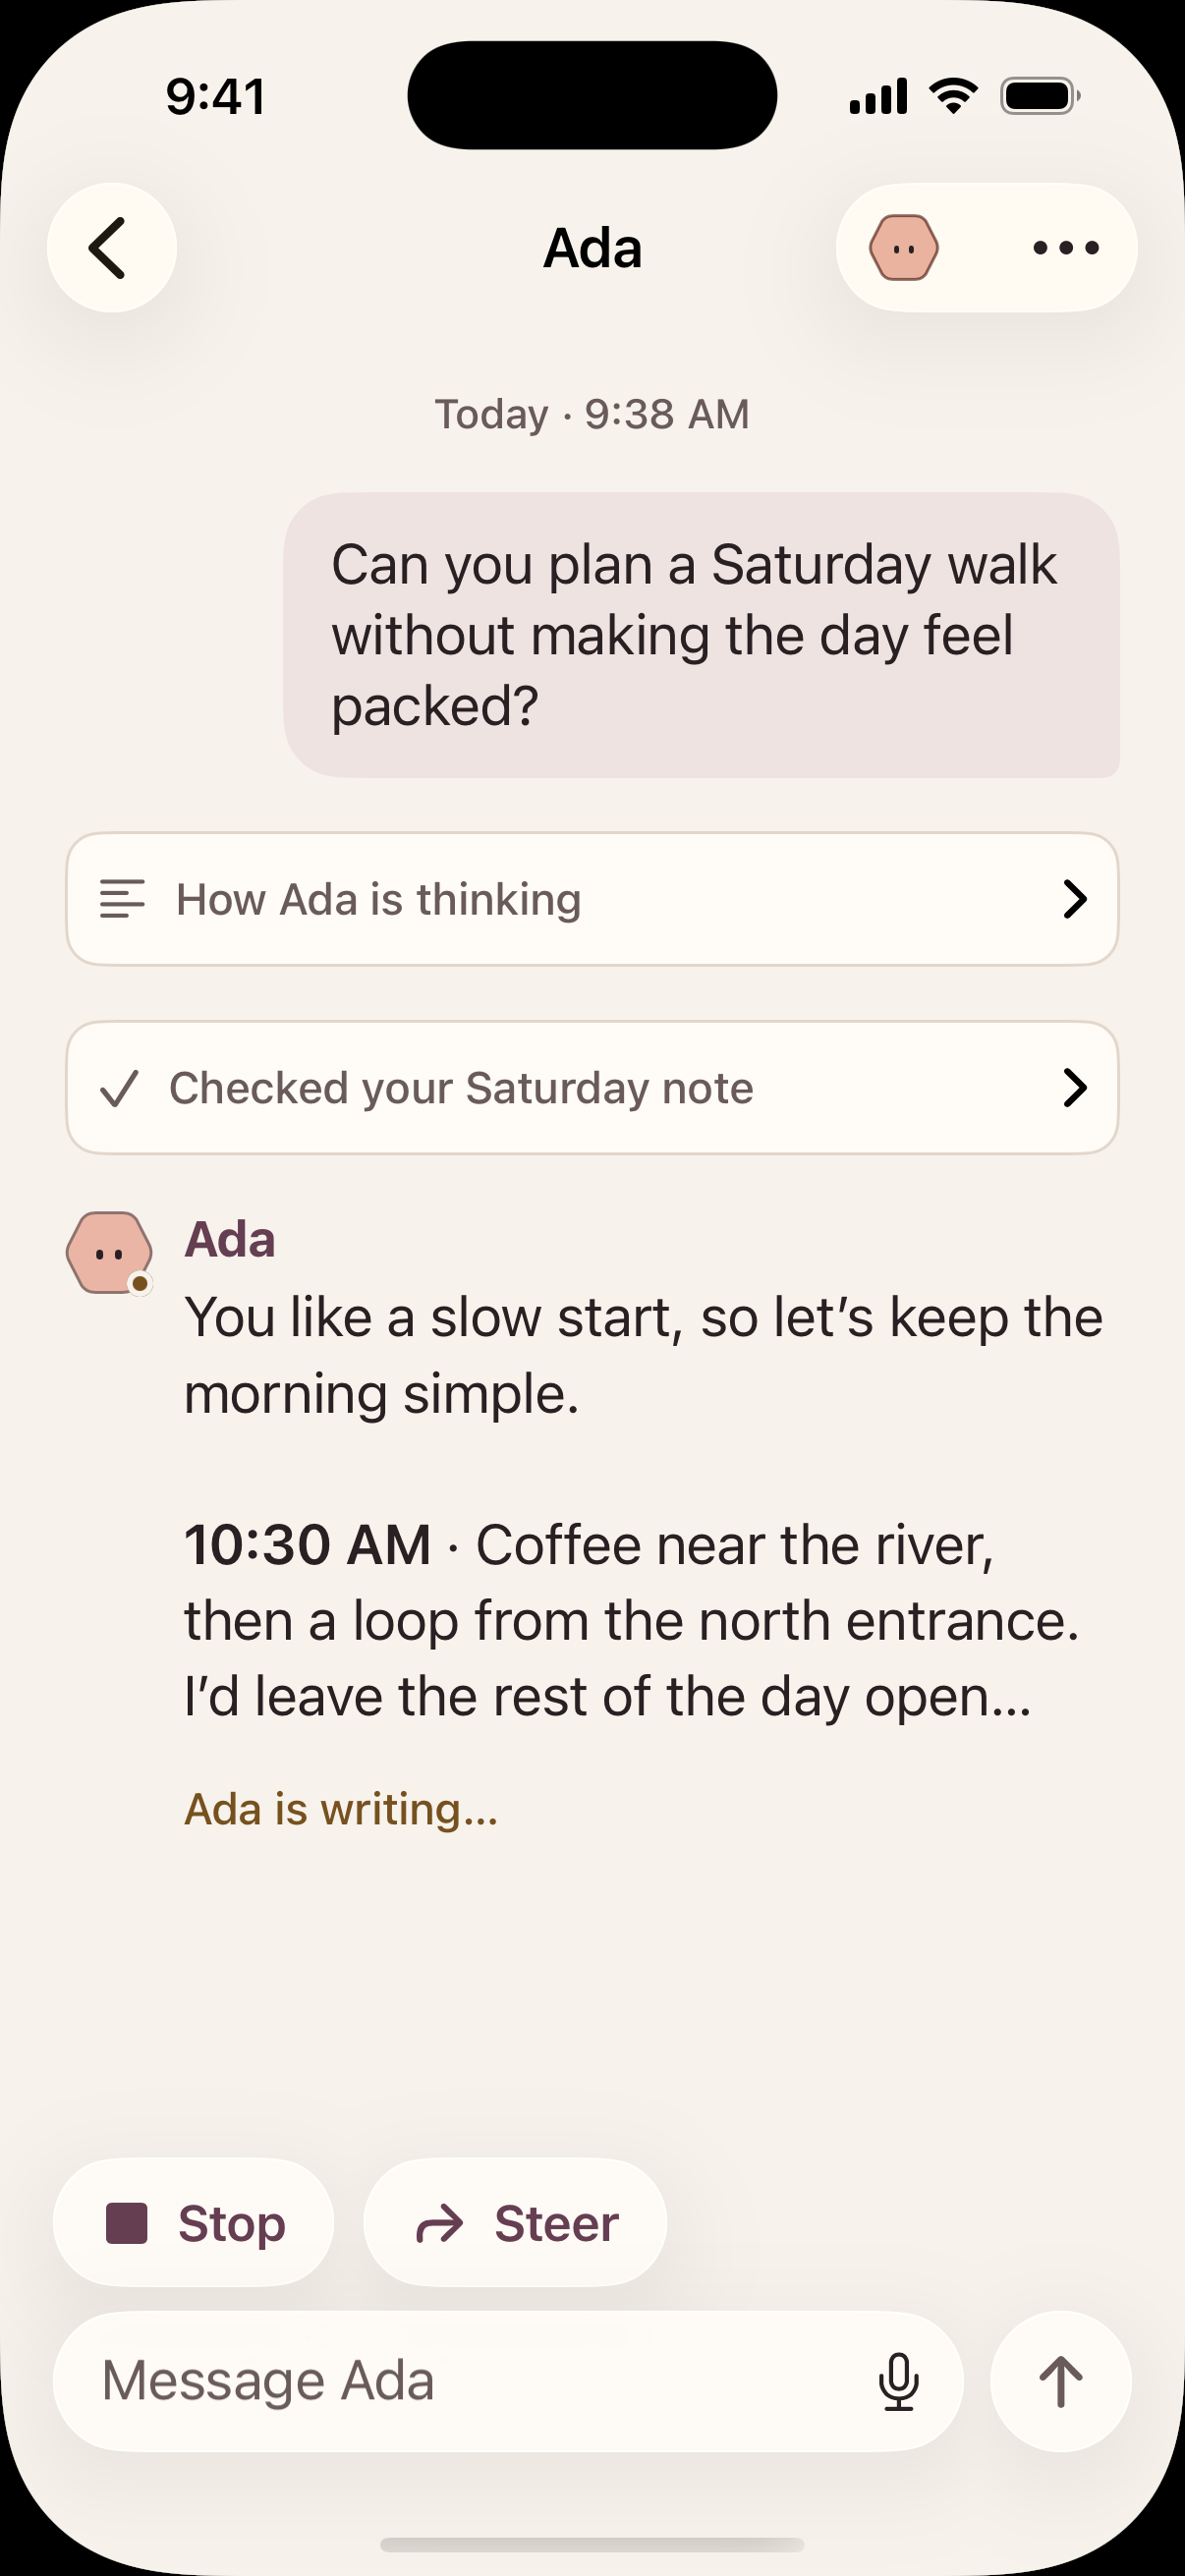 9:41
Ada
Today · 9:38 AM
Can you plan a Saturday walk
without making the day feel
packed?
How Ada is thinking
Checked your Saturday note
Ada
You like a slow start, so let’s keep the
morning simple.
10:30 AM · Coffee near the river,
then a loop from the north entrance.
I’d leave the rest of the day open...
Ada is writing...
Stop
Steer
Message Ada